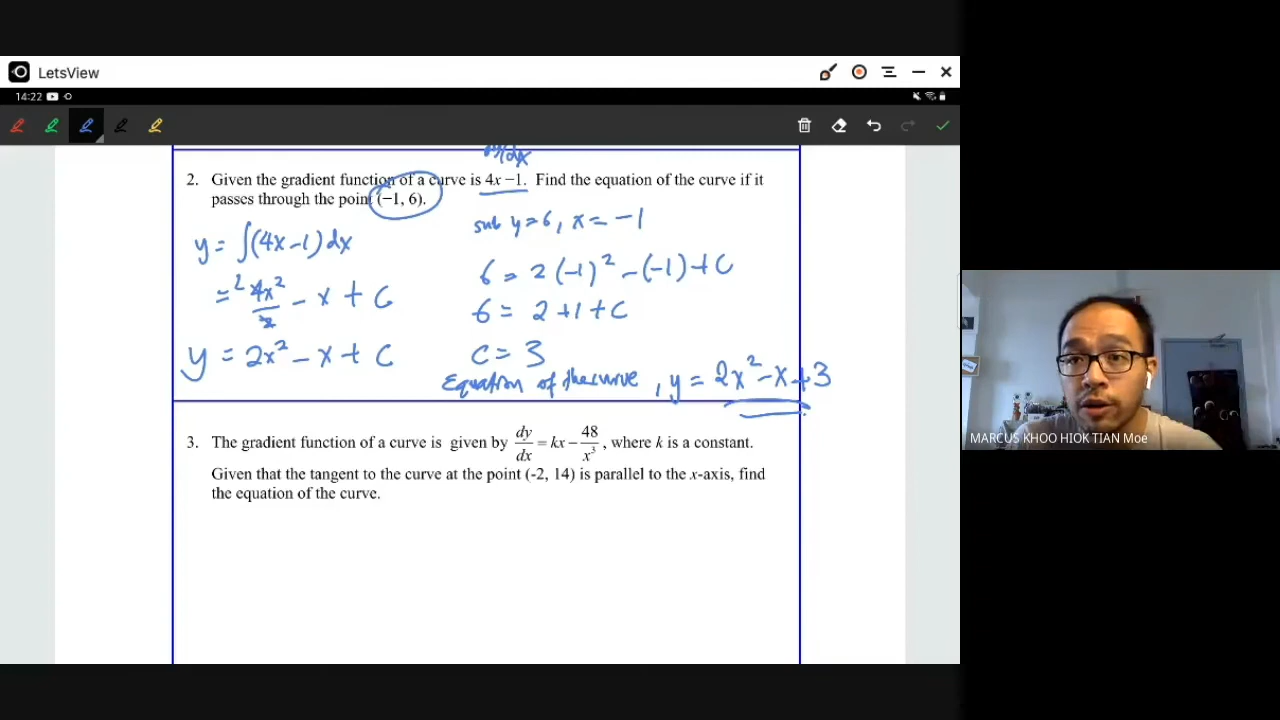 LetsView
14:22
dy/dx
2. Given the gradient function of a curve is 4x −1. Find the equation of the curve if it
passes through the point (−1, 6).
sub y = 6, x = −1
y = ∫(4x−1)dx
6 = 2(−1)² − (−1) + C
= ²4x²/2 − x + C
6 = 2 + 1 + C
y = 2x² − x + C
C = 3
Equation of the curve, y = 2x² − x + 3
3. The gradient function of a curve is given by dy/dx = kx − 48/x³, where k is a constant.
Given that the tangent to the curve at the point (-2, 14) is parallel to the x-axis, find
the equation of the curve.
MARCUS KHOO HIOK TIAN Moe